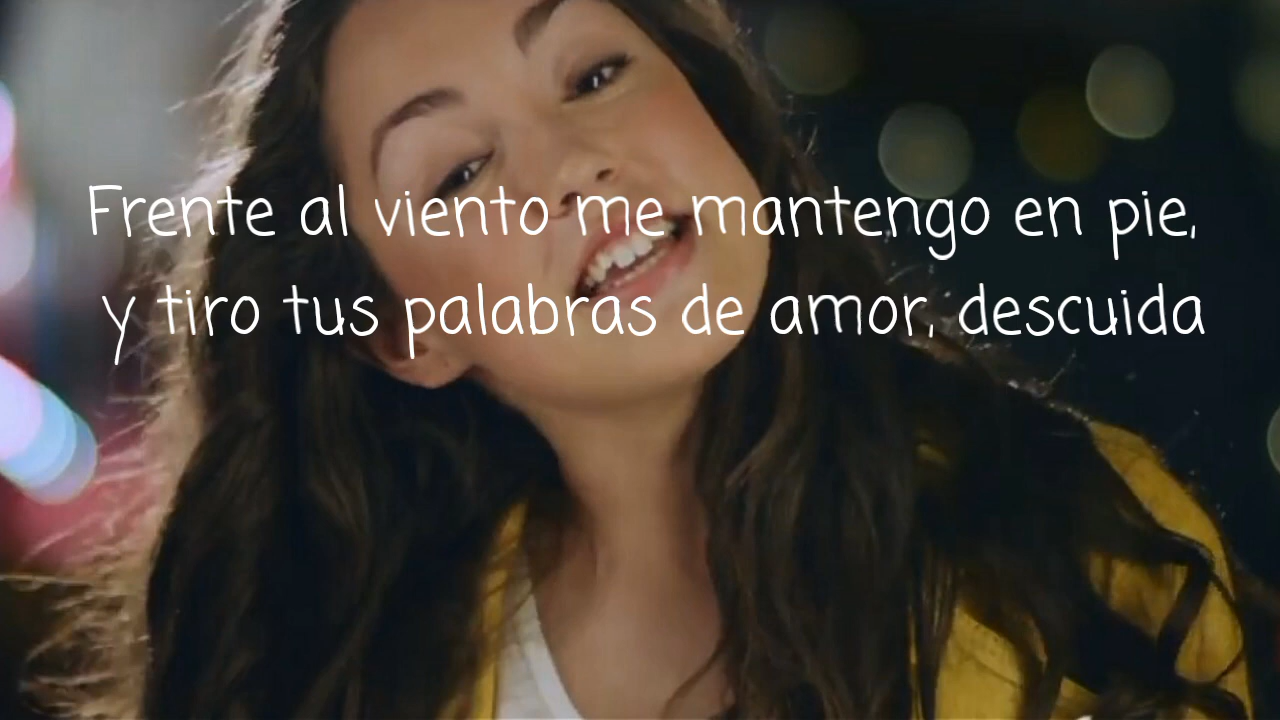 Frente al viento me mantengo en pie,
y tiro tus palabras de amor, descuida